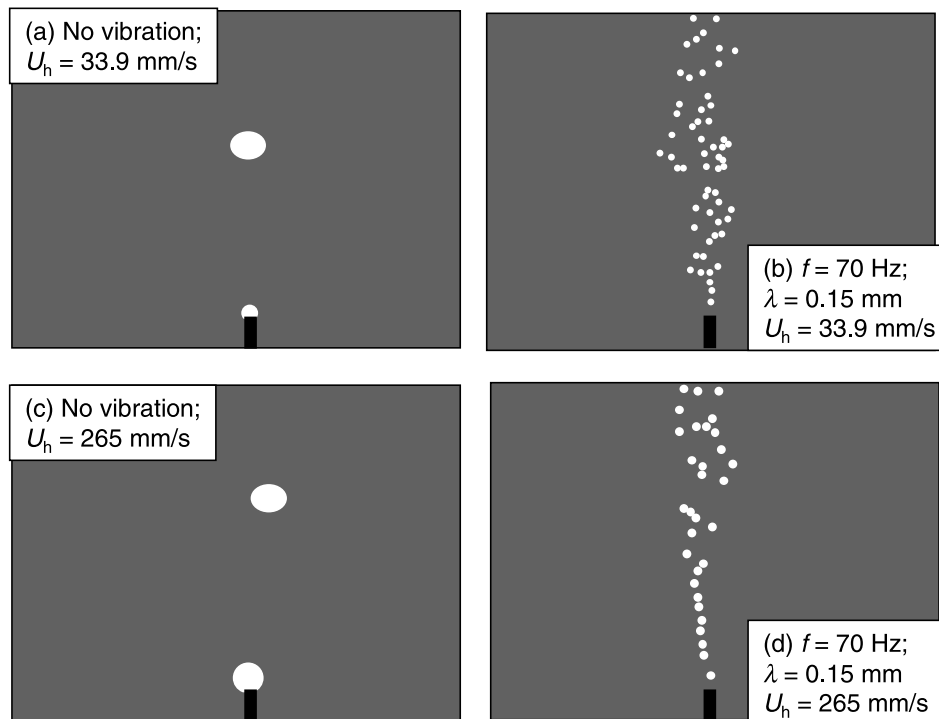 (a) No vibration;
U_h = 33.9 mm/s
(b) f = 70 Hz;
λ = 0.15 mm
U_h = 33.9 mm/s
(c) No vibration;
U_h = 265 mm/s
(d) f = 70 Hz;
λ = 0.15 mm
U_h = 265 mm/s